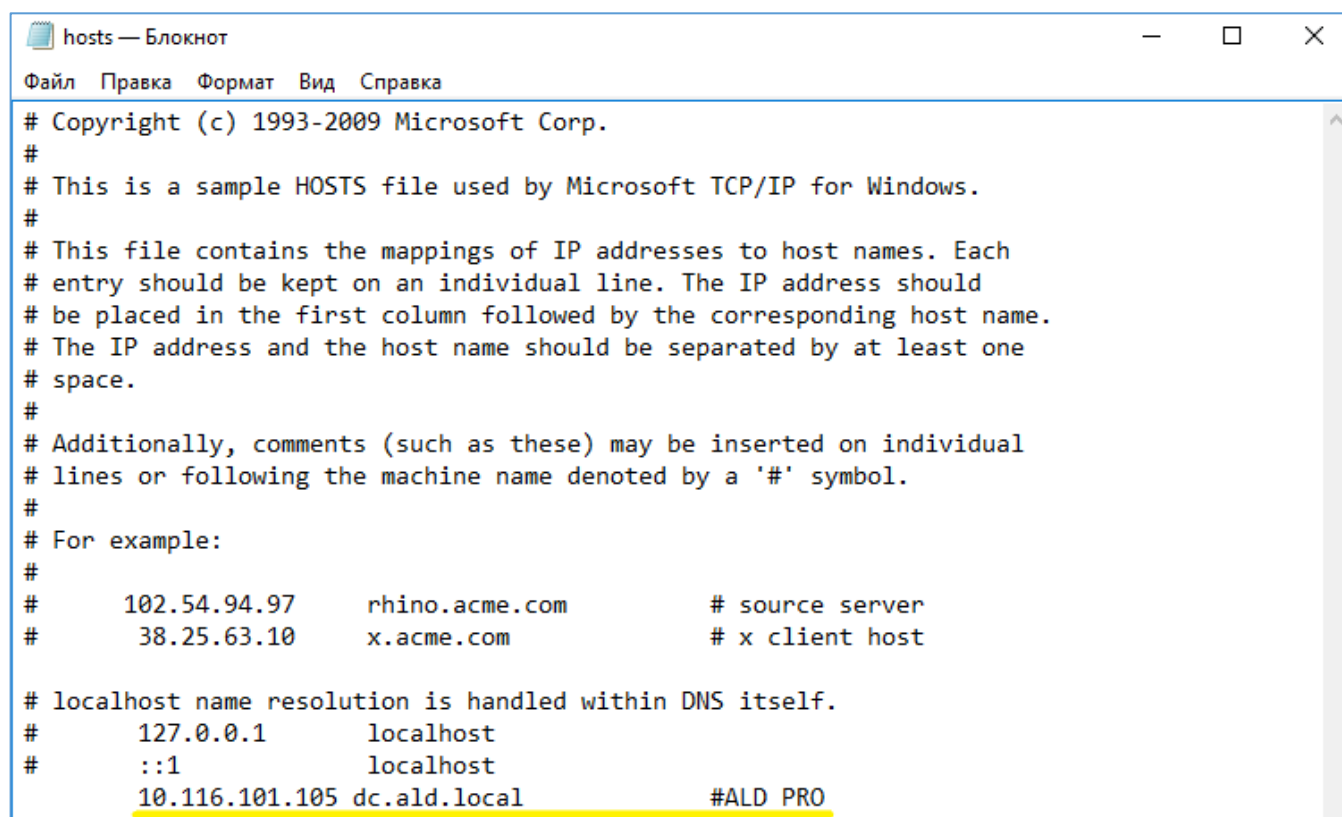 hosts — Блокнот
Файл Правка Формат Вид Справка
# Copyright (c) 1993-2009 Microsoft Corp.
#
# This is a sample HOSTS file used by Microsoft TCP/IP for Windows.
#
# This file contains the mappings of IP addresses to host names. Each
# entry should be kept on an individual line. The IP address should
# be placed in the first column followed by the corresponding host name.
# The IP address and the host name should be separated by at least one
# space.
#
# Additionally, comments (such as these) may be inserted on individual
# lines or following the machine name denoted by a '#' symbol.
#
# For example:
#
#      102.54.94.97     rhino.acme.com          # source server
#       38.25.63.10     x.acme.com              # x client host

# localhost name resolution is handled within DNS itself.
#       127.0.0.1       localhost
#       ::1             localhost
        10.116.101.105 dc.ald.local             #ALD PRO